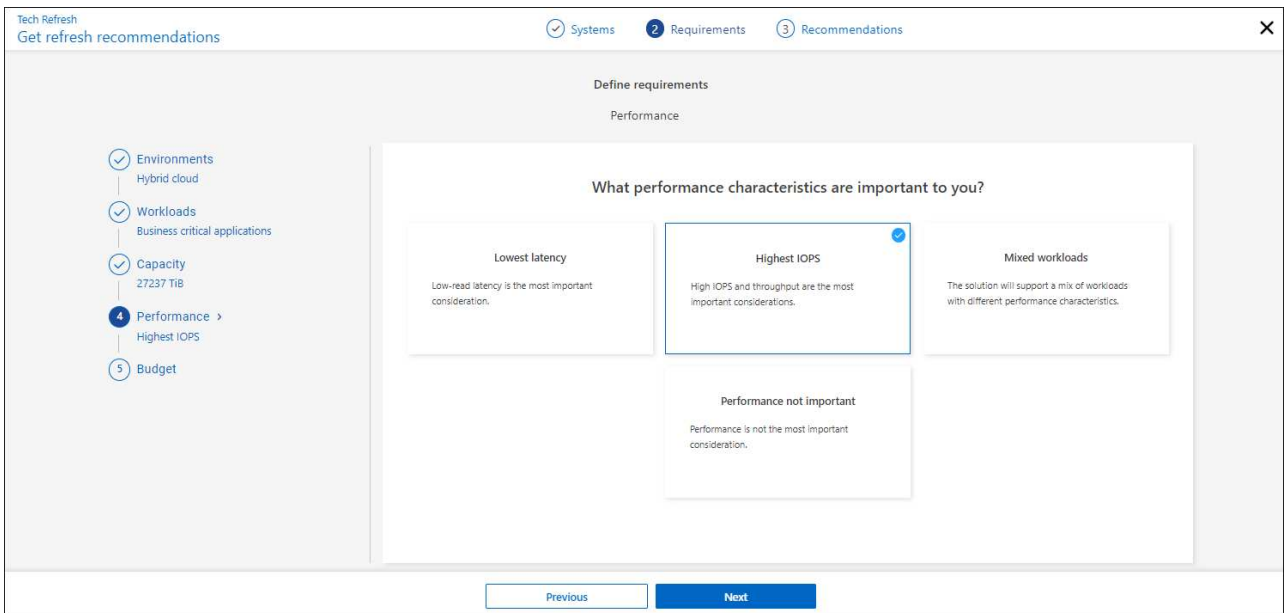 Tech Refresh
Get refresh recommendations
Systems
2 Requirements
3 Recommendations
Define requirements
Performance
Environments
Hybrid cloud
Workloads
Business critical applications
Capacity
27237 TiB
4 Performance >
Highest IOPS
5 Budget
What performance characteristics are important to you?
Lowest latency
Low-read latency is the most important
consideration.
Highest IOPS
High IOPS and throughput are the most
important considerations.
Mixed workloads
The solution will support a mix of workloads
with different performance characteristics.
Performance not important
Performance is not the most important
consideration.
Previous
Next